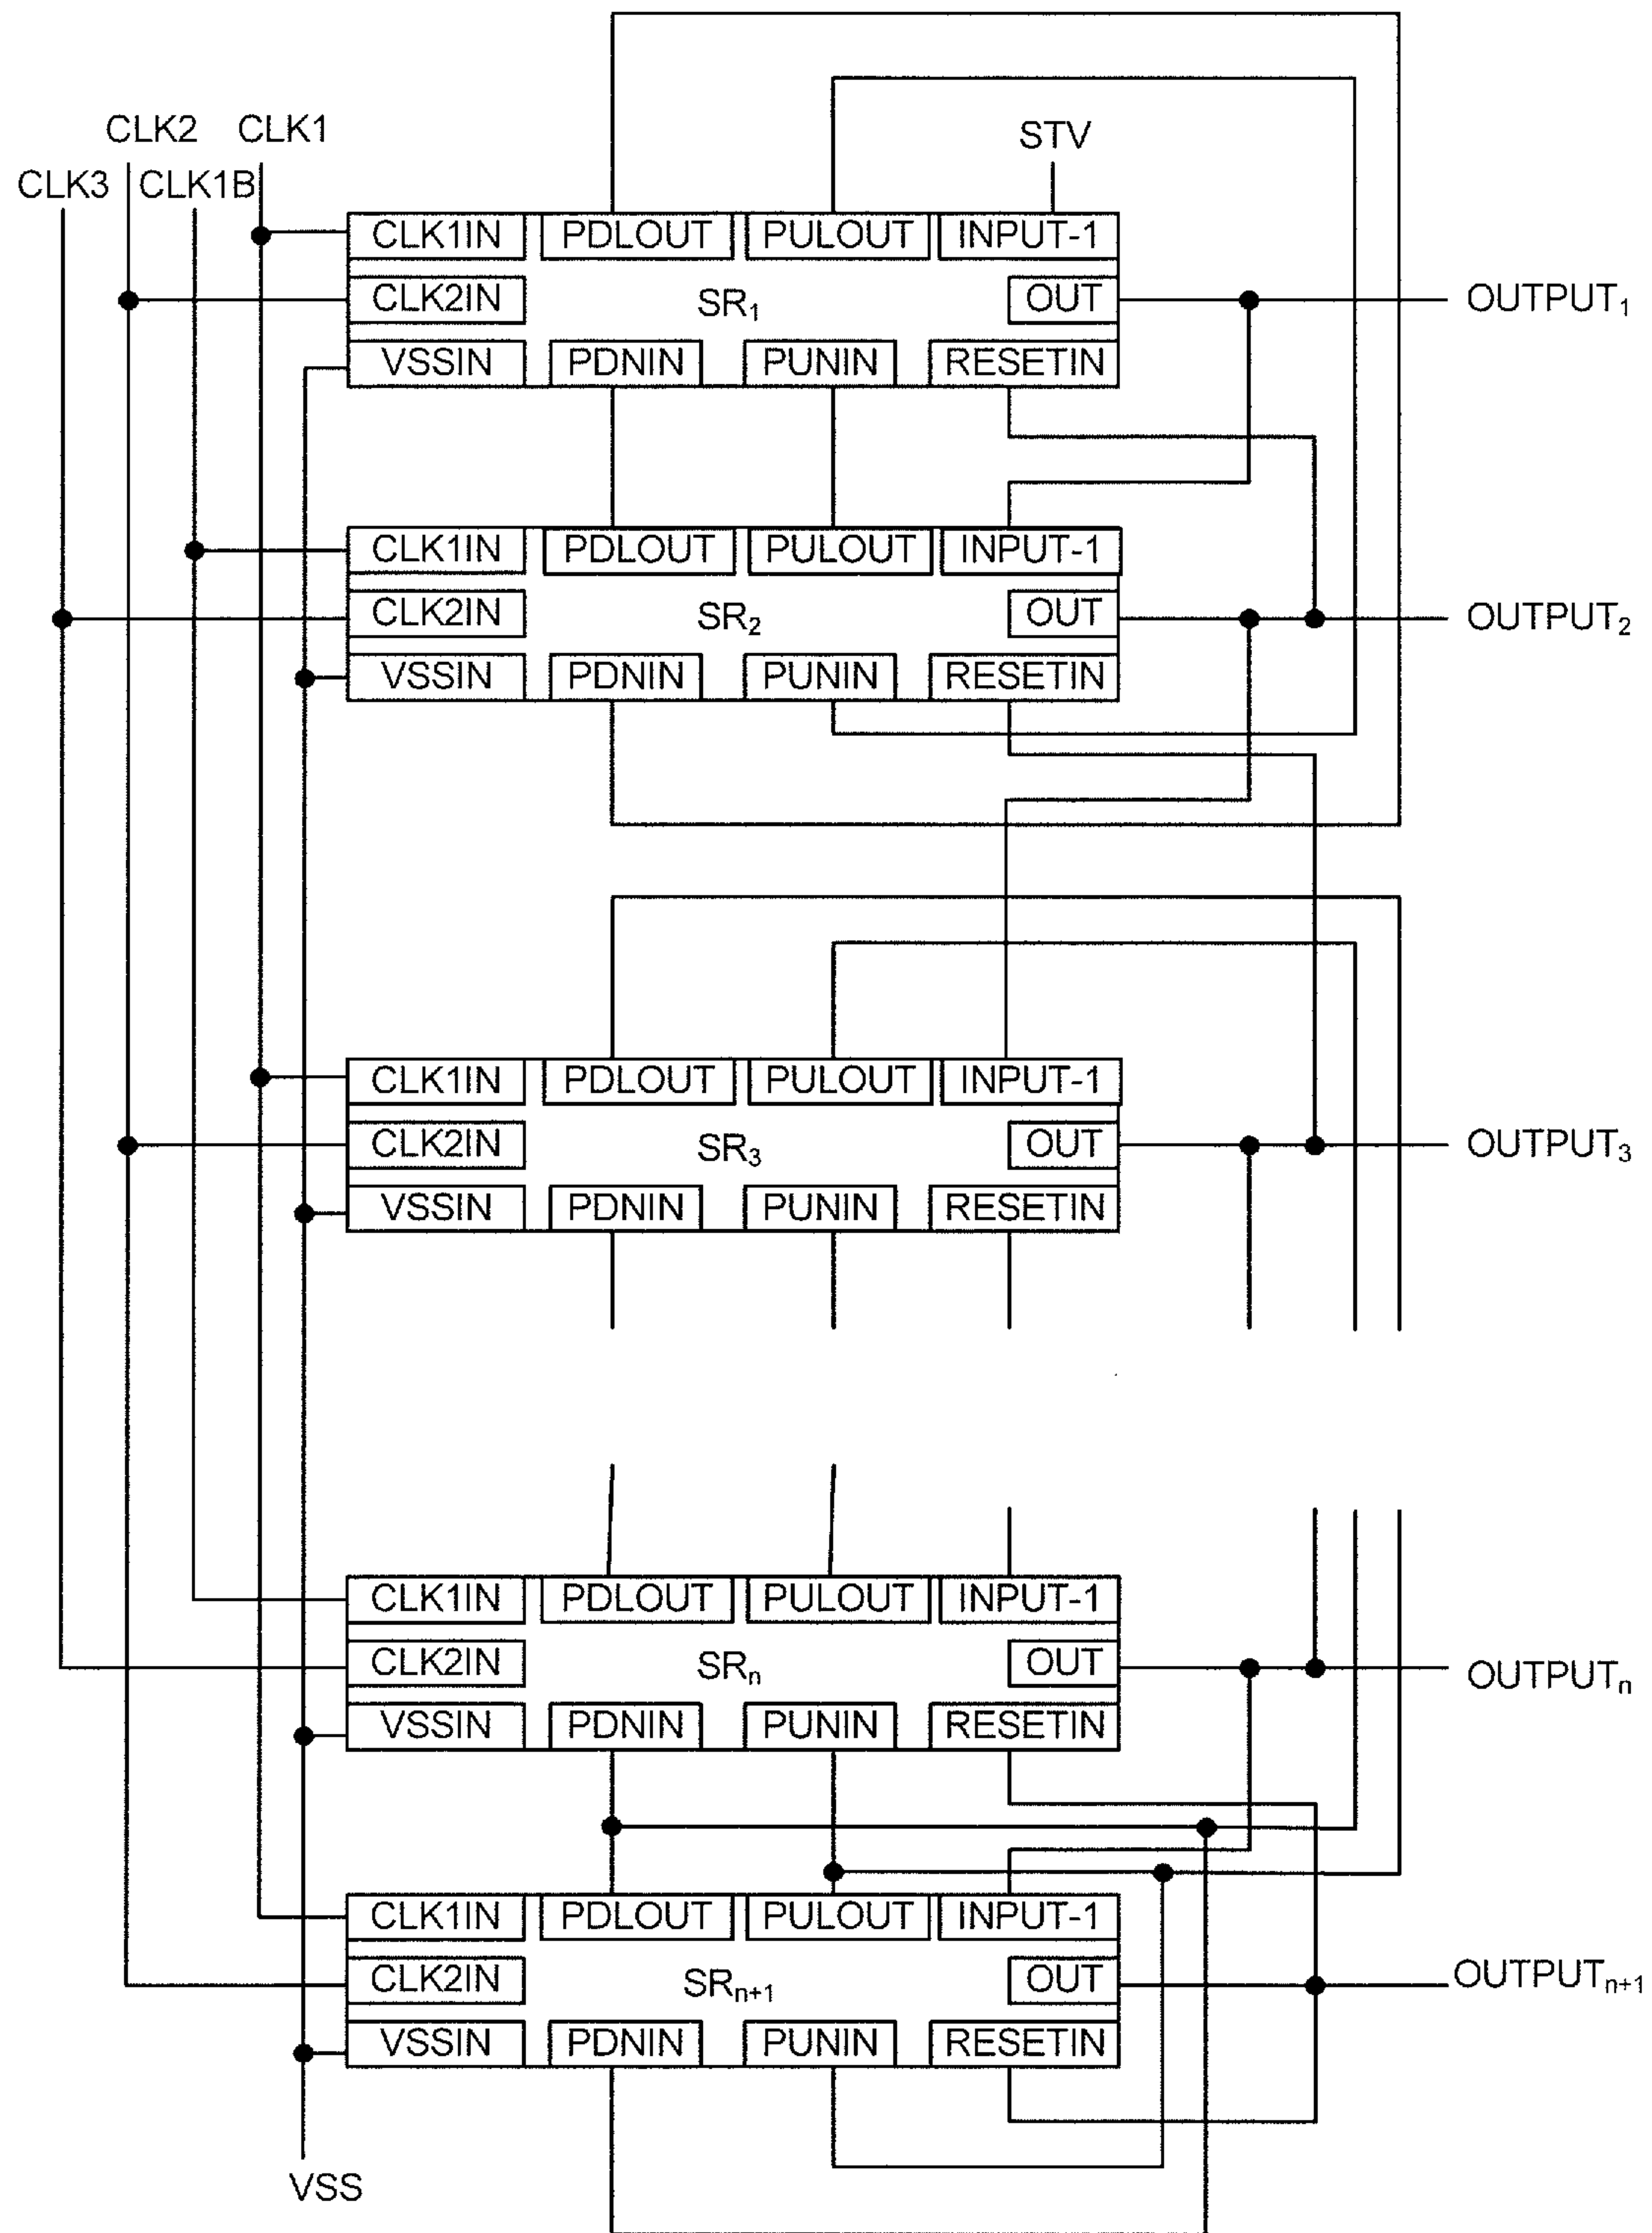 CLK2 CLK1 STV
CLK3 CLK1B
CLK1IN PDLOUT PULOUT INPUT-1
CLK2IN SR₁ OUT OUTPUT₁
VSSIN PDNIN PUNIN RESETIN
CLK1IN PDLOUT PULOUT INPUT-1
CLK2IN SR₂ OUT OUTPUT₂
VSSIN PDNIN PUNIN RESETIN
CLK1IN PDLOUT PULOUT INPUT-1
CLK2IN SR₃ OUT OUTPUT₃
VSSIN PDNIN PUNIN RESETIN
CLK1IN PDLOUT PULOUT INPUT-1
CLK2IN SRₙ OUT OUTPUTₙ
VSSIN PDNIN PUNIN RESETIN
CLK1IN PDLOUT PULOUT INPUT-1
CLK2IN SRₙ₊₁ OUT OUTPUTₙ₊₁
VSSIN PDNIN PUNIN RESETIN
VSS